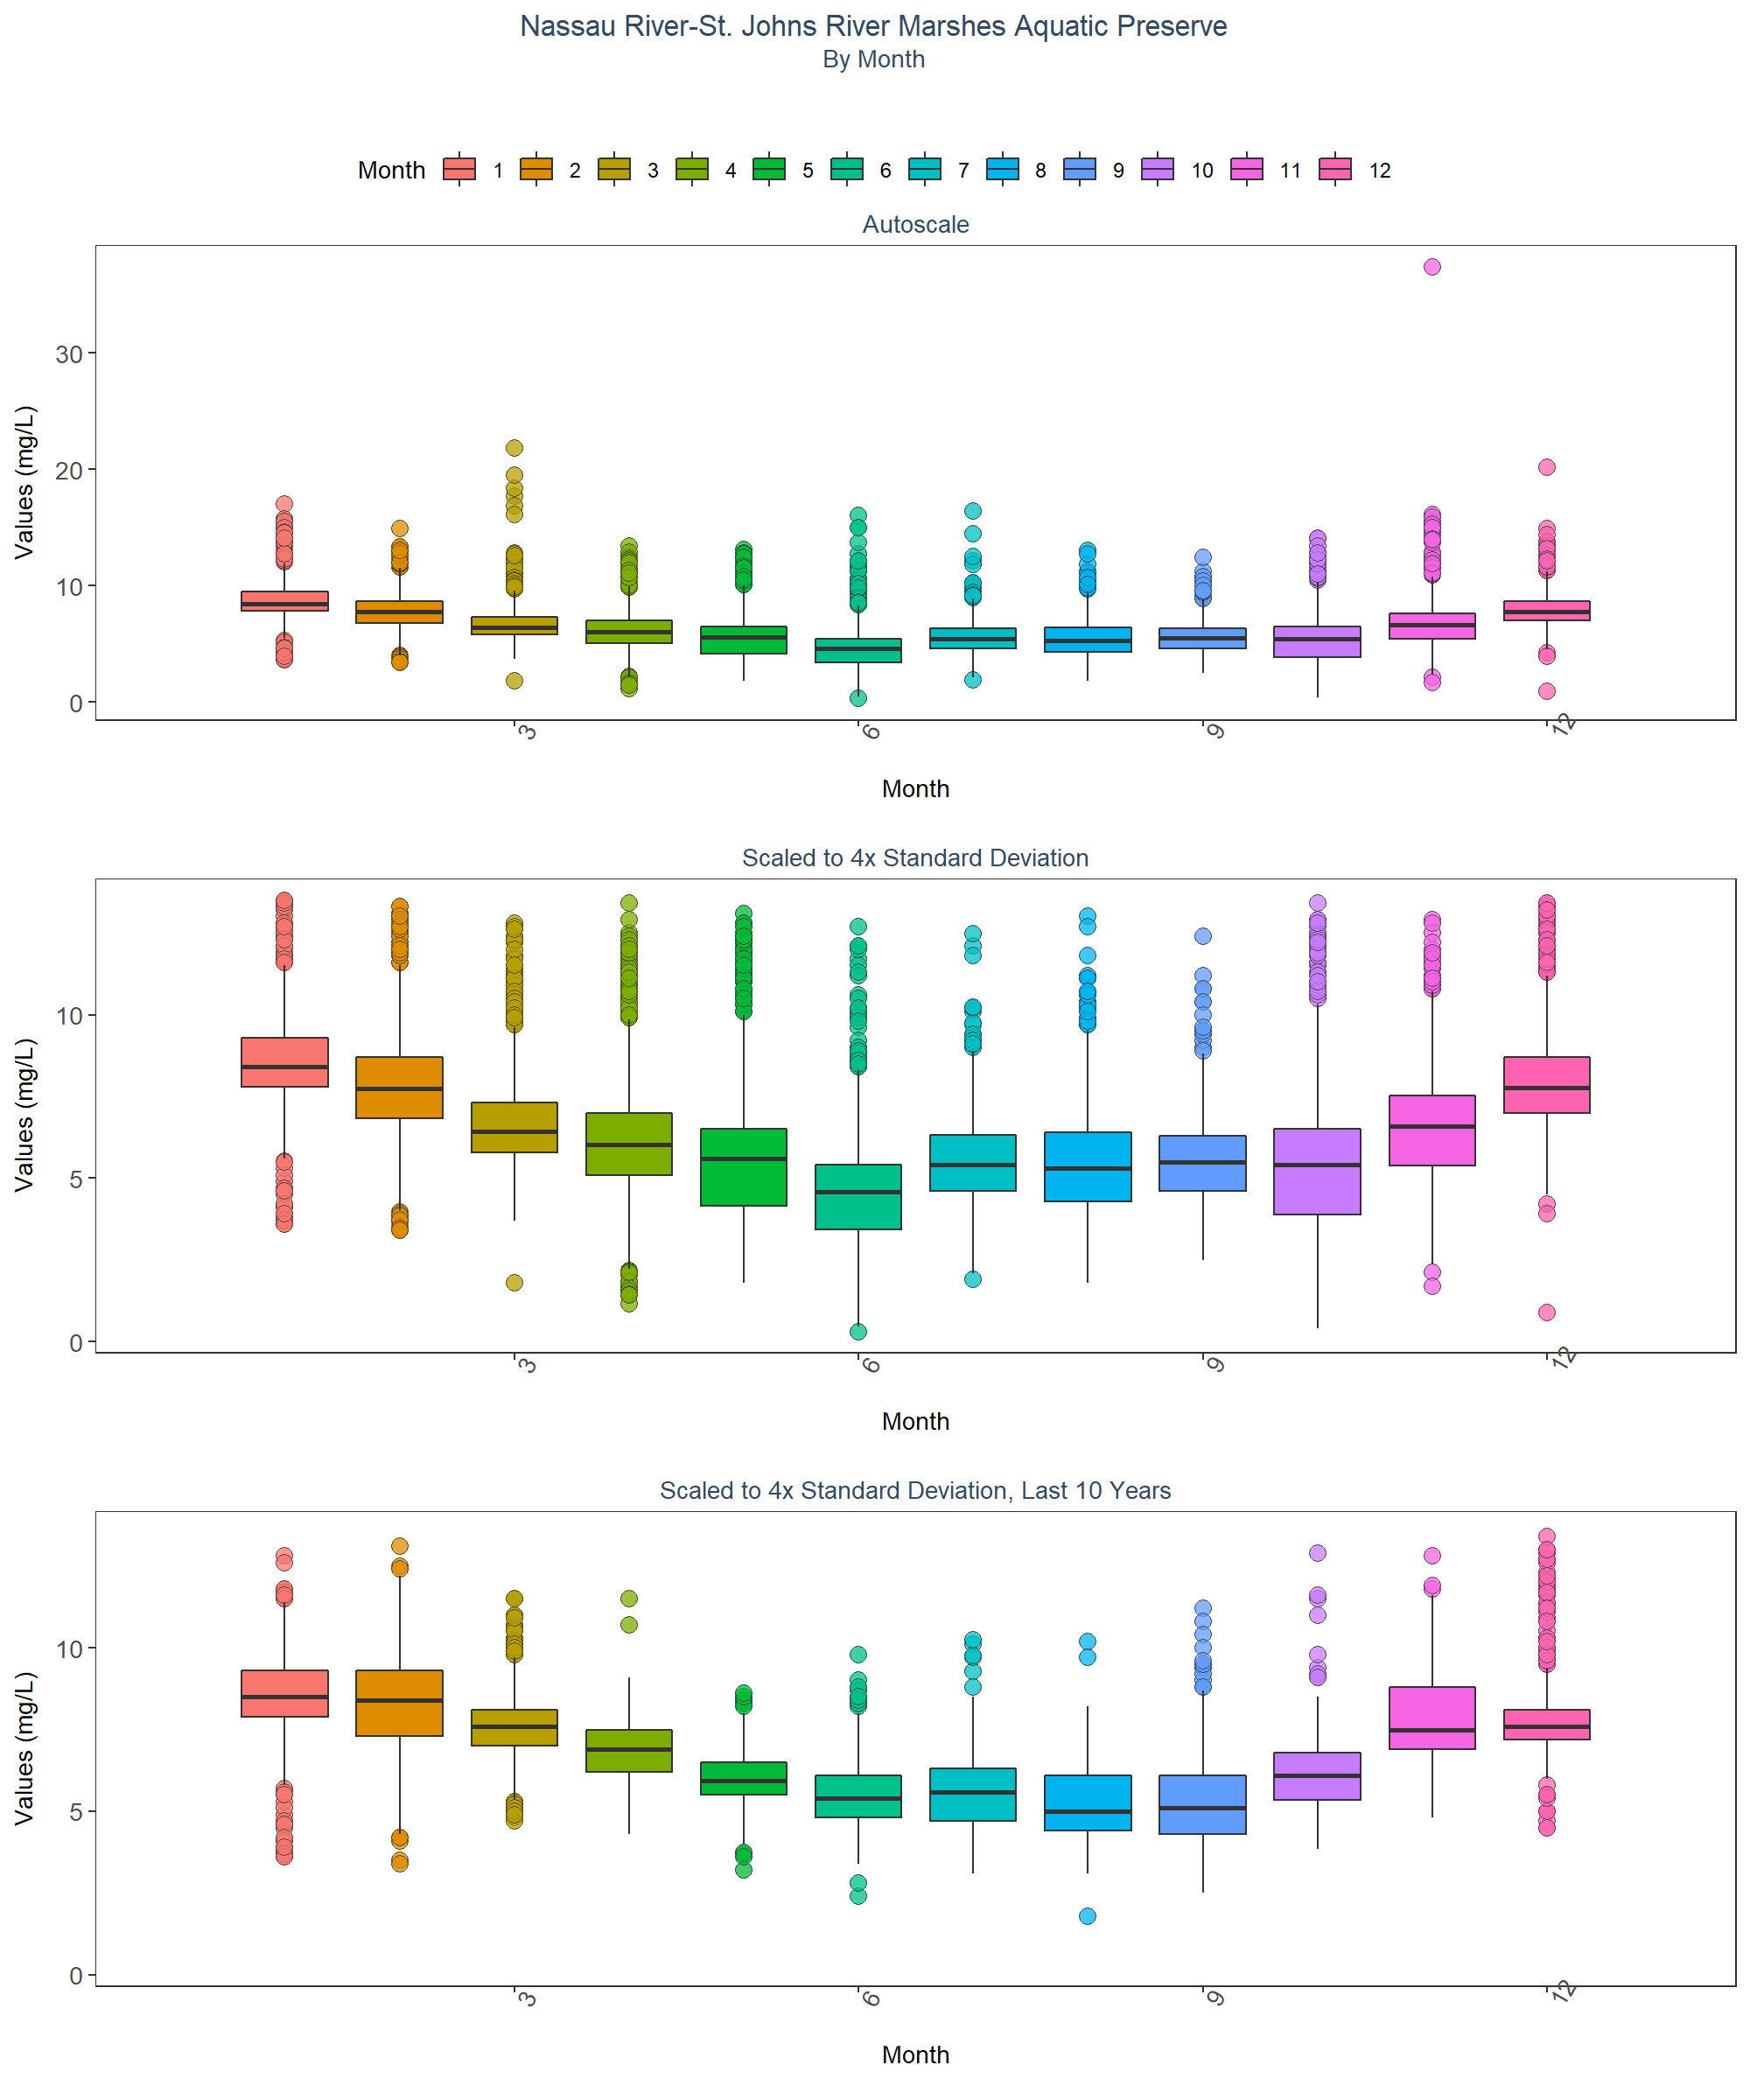 Nassau River-St. Johns River Marshes Aquatic Preserve
By Month
Month 1 2 3 4 5 6 7 8 9 10 11 12
Autoscale
Values (mg/L)
30
20
10
0
3 6 9 12
Month
Scaled to 4x Standard Deviation
Values (mg/L)
10
5
0
3 6 9 12
Month
Scaled to 4x Standard Deviation, Last 10 Years
Values (mg/L)
10
5
0
3 6 9 12
Month